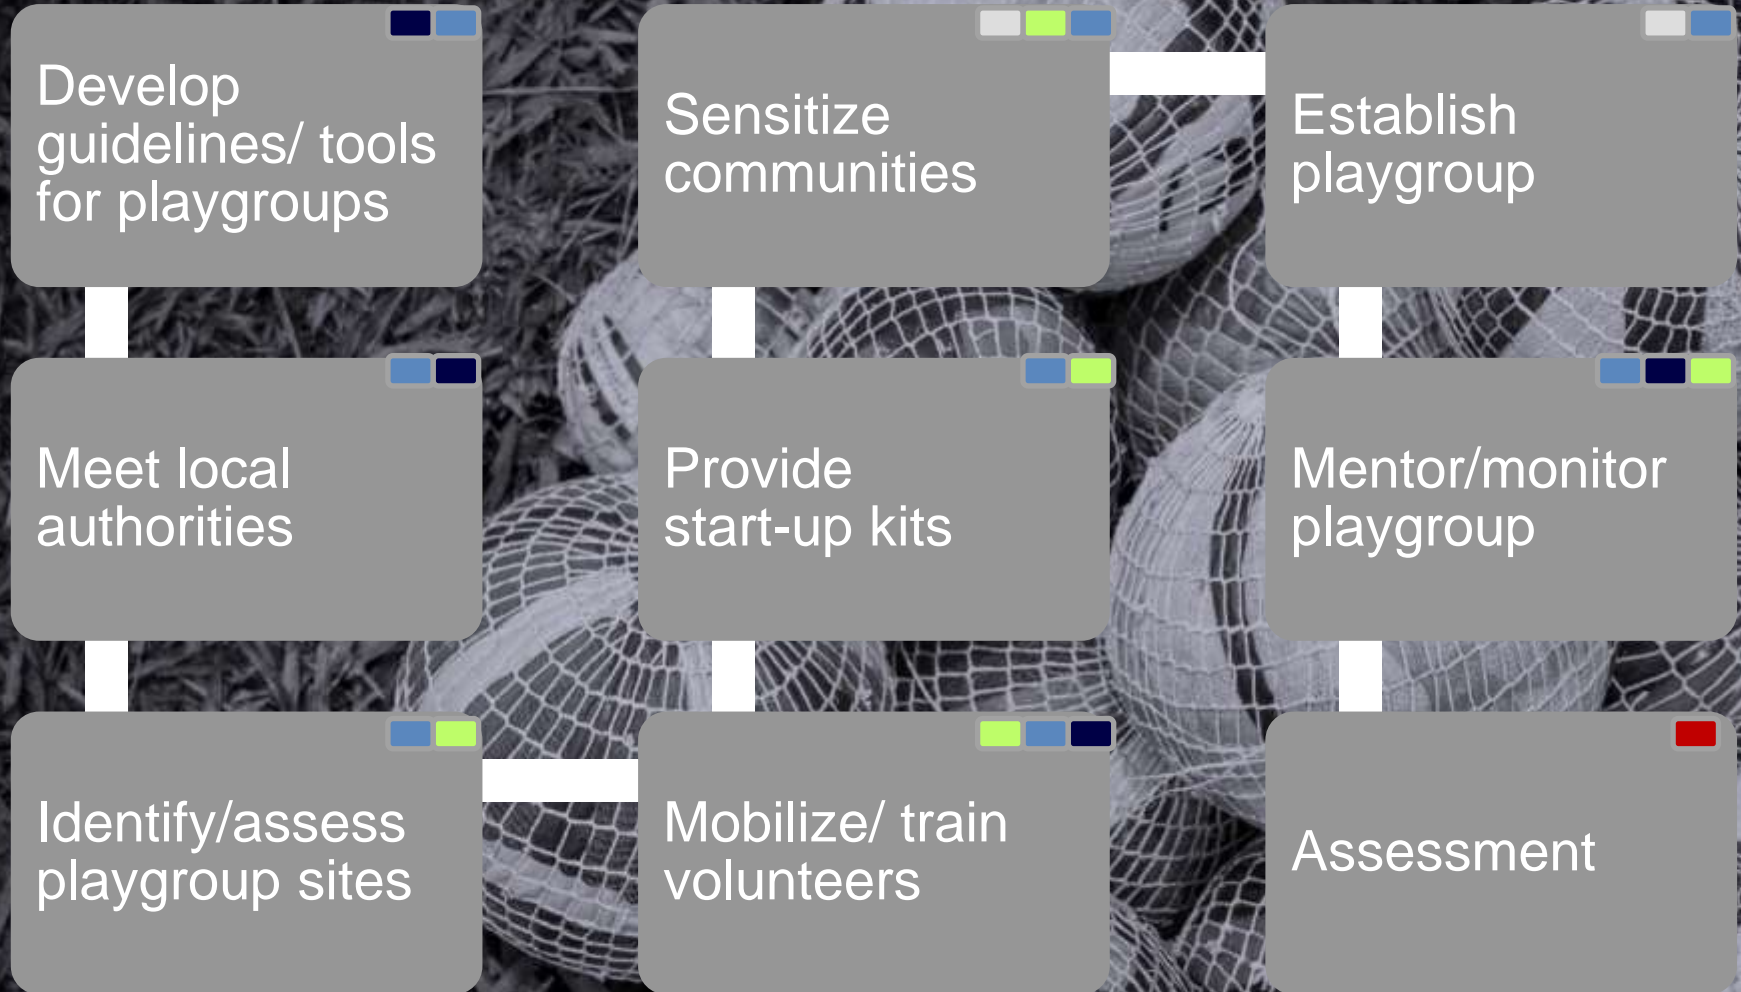 Develop
guidelines/ tools
for playgroups
Sensitize
communities
Establish
playgroup
Meet local
authorities
Provide
start-up kits
Mentor/monitor
playgroup
Identify/assess
playgroup sites
Mobilize/ train
volunteers
Assessment